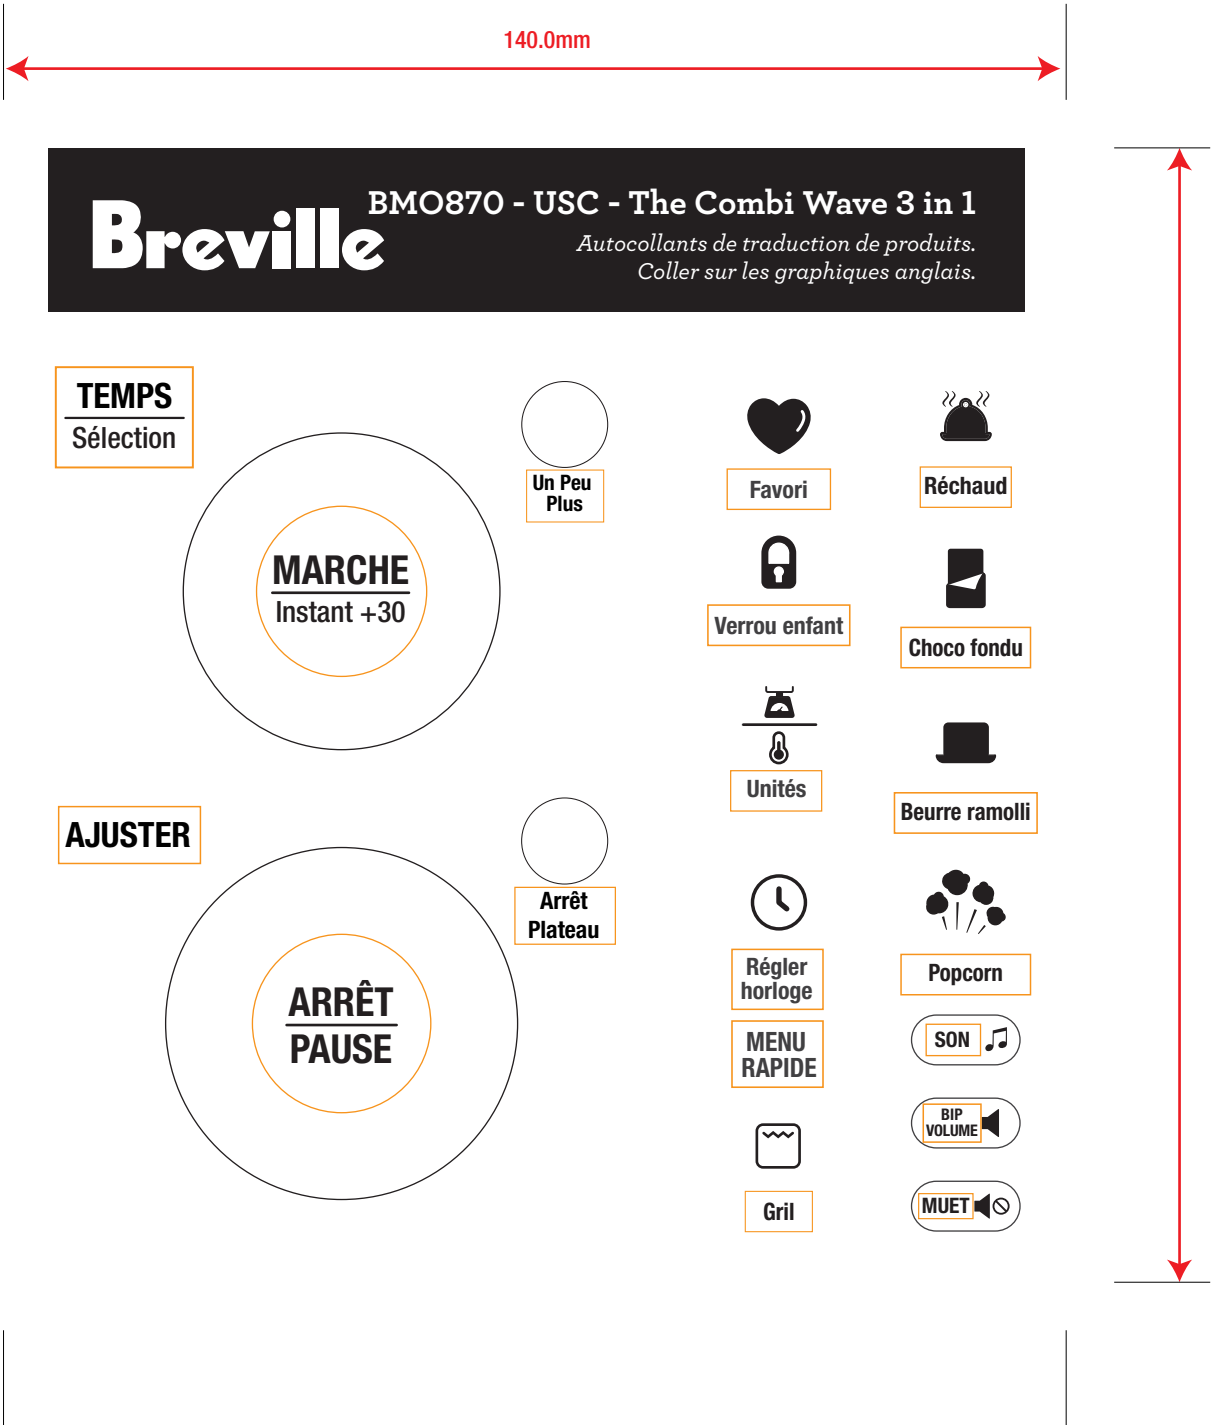 140.0mm
Breville
BMO870 - USC - The Combi Wave 3 in 1
Autocollants de traduction de produits.
Coller sur les graphiques anglais.
TEMPS
Sélection
MARCHE
Instant +30
Un Peu
Plus
AJUSTER
ARRÊT
PAUSE
Arrêt
Plateau
Favori
Verrou enfant
Unités
Régler
horloge
MENU
RAPIDE
Gril
Réchaud
Choco fondu
Beurre ramolli
Popcorn
SON
BIP
VOLUME
MUET